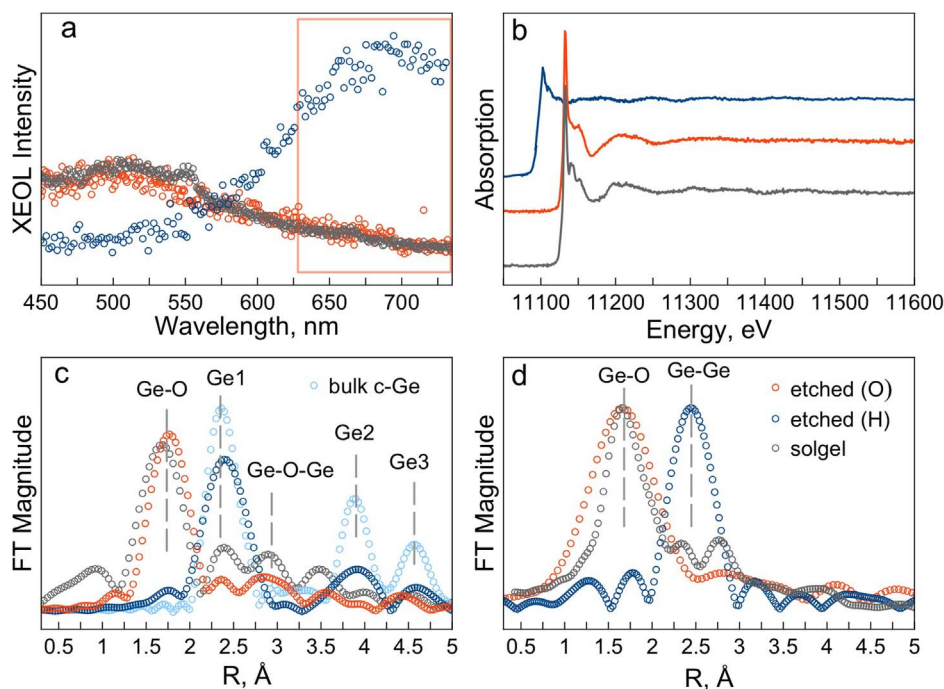 a
XEOL Intensity
450 500 550 600 650 700
Wavelength, nm
b
Absorption
11100 11200 11300 11400 11500 11600
Energy, eV
c
Ge-O
Ge1
bulk c-Ge
Ge2
Ge-O-Ge
Ge3
FT Magnitude
0.5 1 1.5 2 2.5 3 3.5 4 4.5 5
R, Å
d
Ge-O
Ge-Ge
etched (O)
etched (H)
solgel
FT Magnitude
0.5 1 1.5 2 2.5 3 3.5 4 4.5 5
R, Å